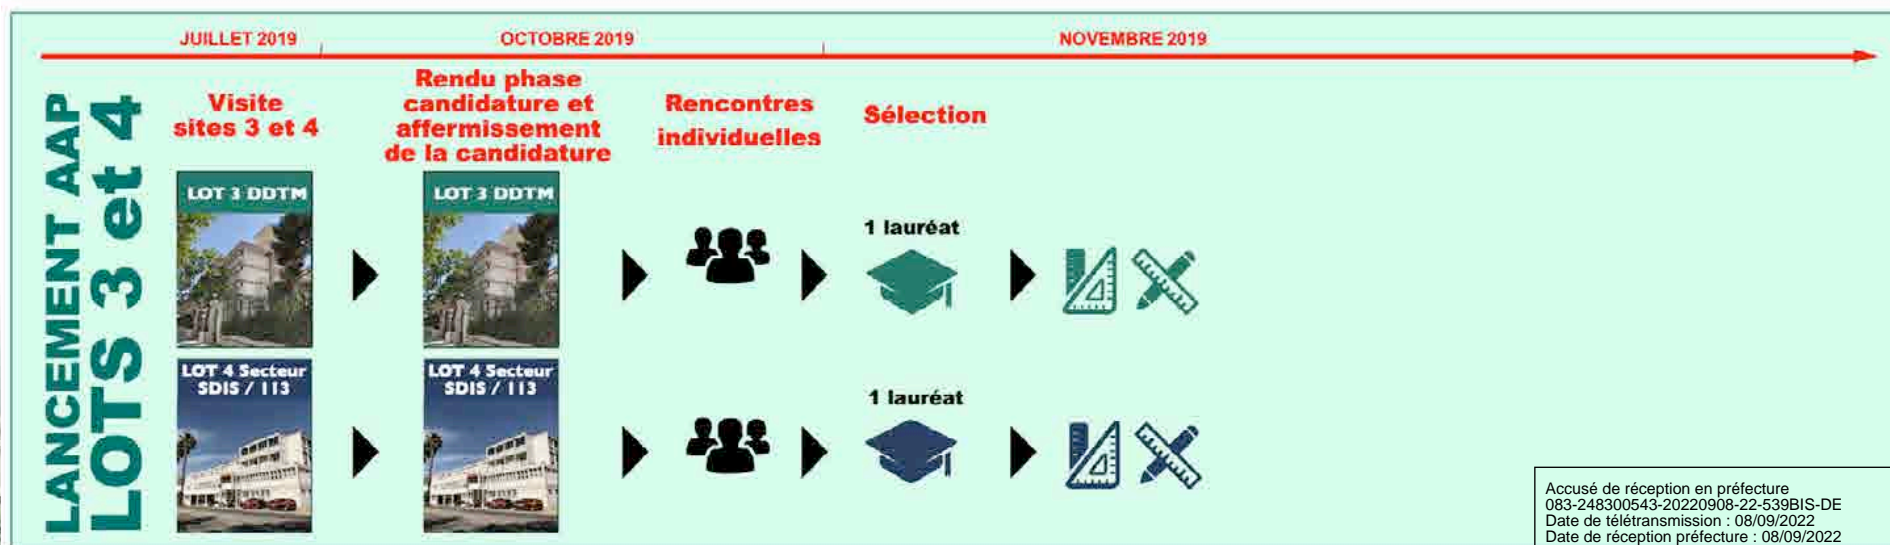 JUILLET 2019
OCTOBRE 2019
NOVEMBRE 2019
LANCEMENT AAP
LOTS 3 et 4
Visite
sites 3 et 4
Rendu phase
candidature et
affermissement
de la candidature
Rencontres
individuelles
Sélection
LOT 3 DDTM
LOT 3 DDTM
1 lauréat
LOT 4 Secteur
SDIS / 113
LOT 4 Secteur
SDIS / 113
1 lauréat
Accusé de réception en préfecture
083-248300543-20220908-22-539BIS-DE
Date de télétransmission : 08/09/2022
Date de réception préfecture : 08/09/2022